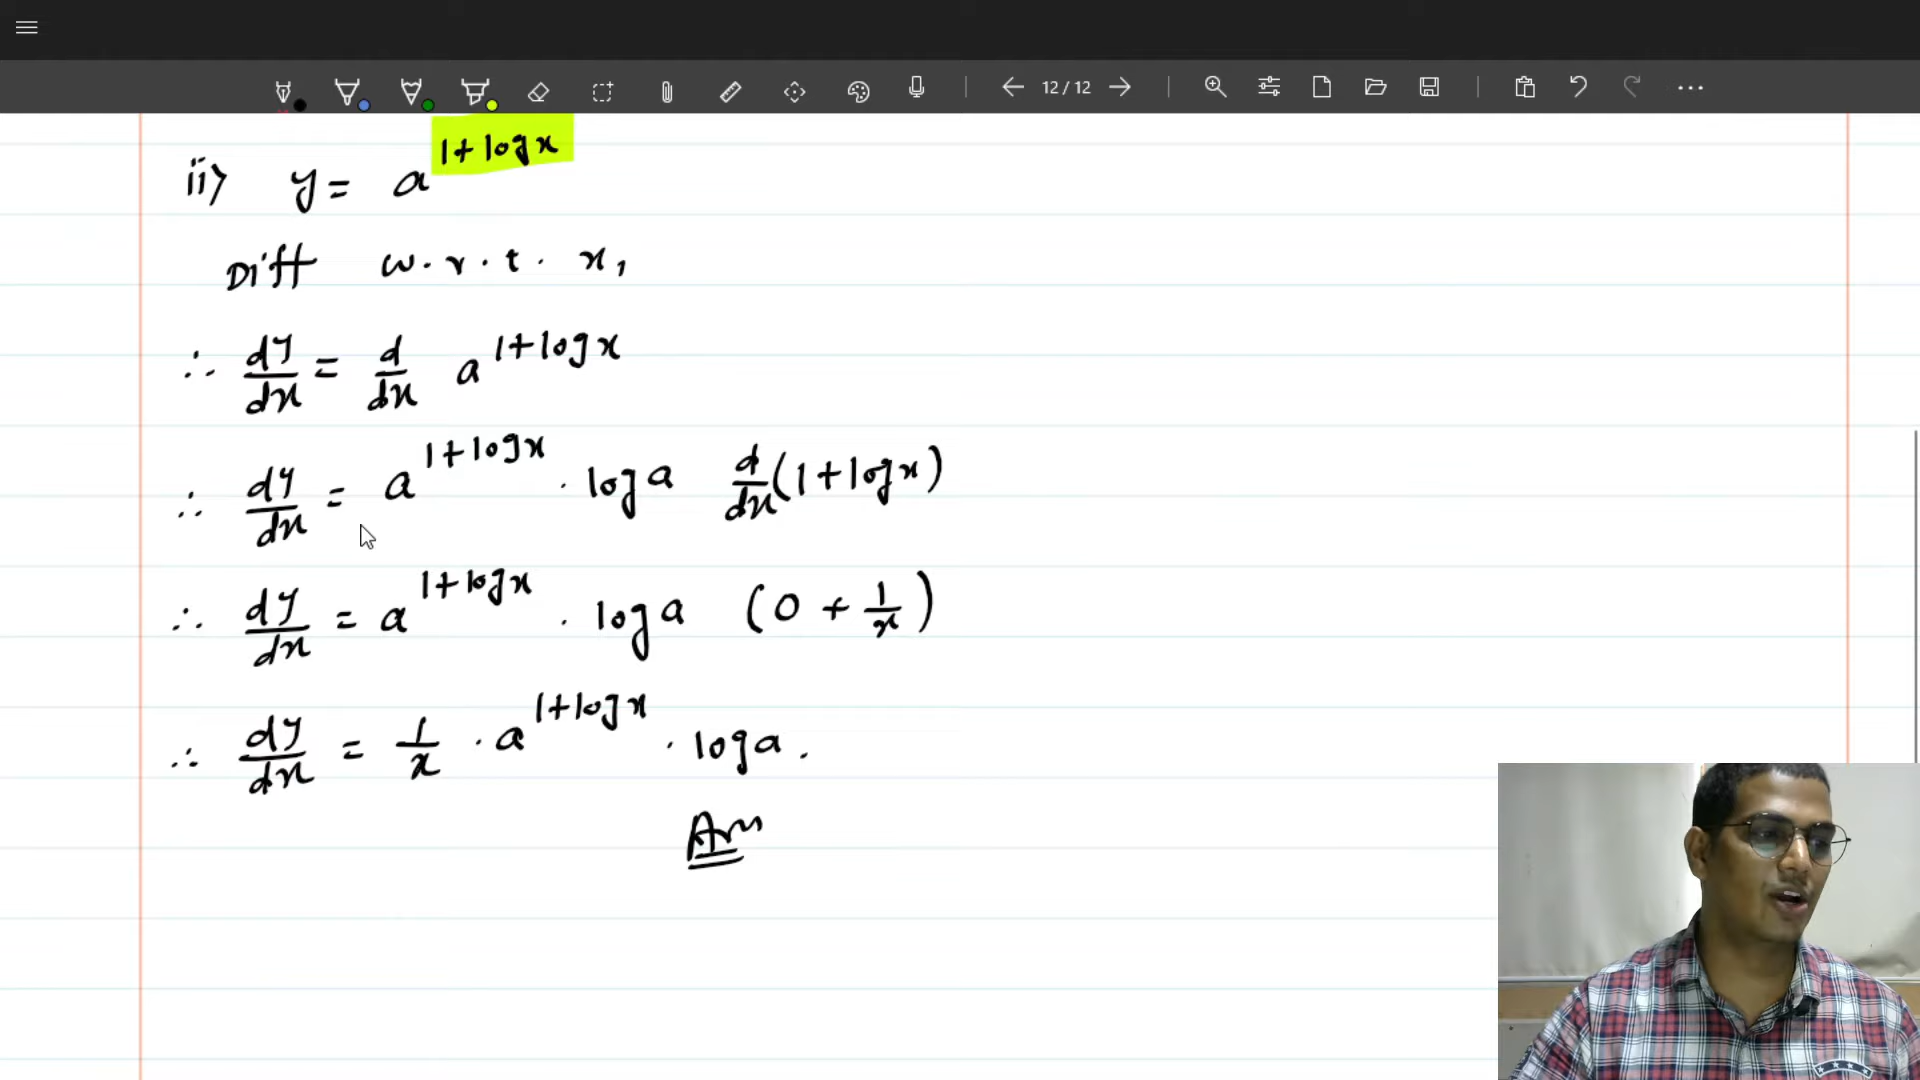 12 / 12
ii) y = a^{1+log x}
Diff w.r.t. x,
∴ dy/dx = d/dx a^{1+log x}
∴ dy/dx = a^{1+log x} . log a d/dx (1+log x)
∴ dy/dx = a^{1+log x} . log a (0 + 1/x)
∴ dy/dx = 1/x . a^{1+log x} . log a.
Ans